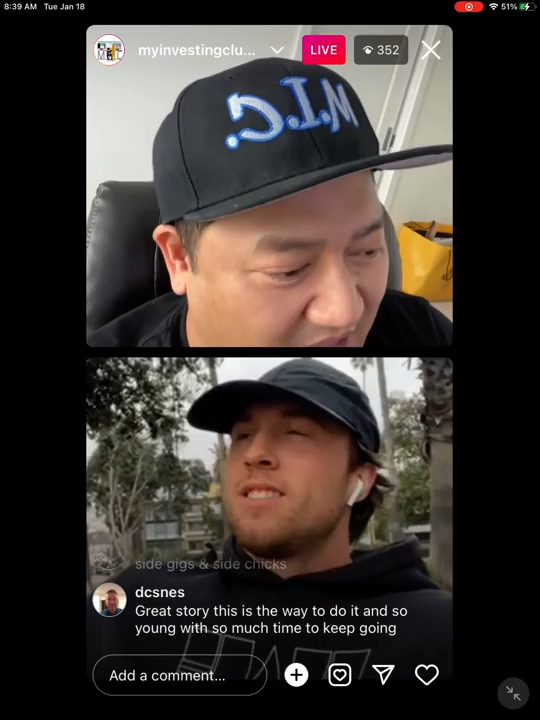 8:39 AM Tue Jan 18
51%
myinvestingclu...
LIVE
352
M.I.C.
side gigs & side chicks
dcsnes
Great story this is the way to do it and so
young with so much time to keep going
Add a comment...